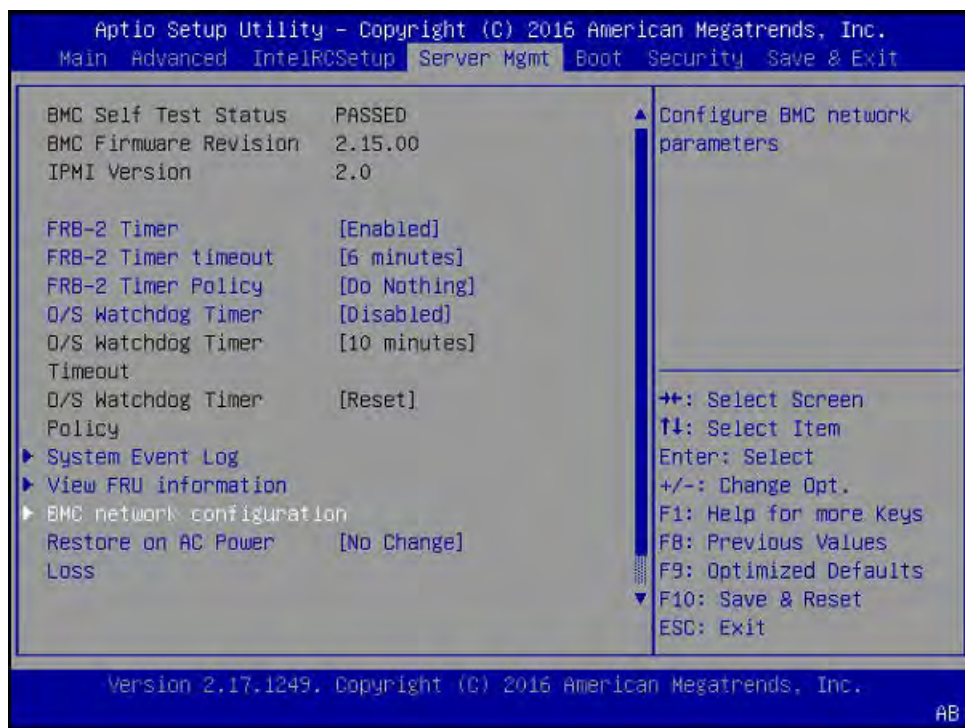 Aptio Setup Utility – Copyright (C) 2016 American Megatrends, Inc.
Main Advanced IntelRCSetup Server Mgmt Boot Security Save & Exit
BMC Self Test Status PASSED
BMC Firmware Revision 2.15.00
IPMI Version 2.0
FRB-2 Timer [Enabled]
FRB-2 Timer timeout [6 minutes]
FRB-2 Timer Policy [Do Nothing]
O/S Watchdog Timer [Disabled]
O/S Watchdog Timer [10 minutes]
Timeout
O/S Watchdog Timer [Reset]
Policy
System Event Log
View FRU information
BMC network configuration
Restore on AC Power [No Change]
Loss
Configure BMC network
parameters
→←: Select Screen
↑↓: Select Item
Enter: Select
+/-: Change Opt.
F1: Help for more Keys
F8: Previous Values
F9: Optimized Defaults
F10: Save & Reset
ESC: Exit
Version 2.17.1249. Copyright (C) 2016 American Megatrends, Inc.
AB